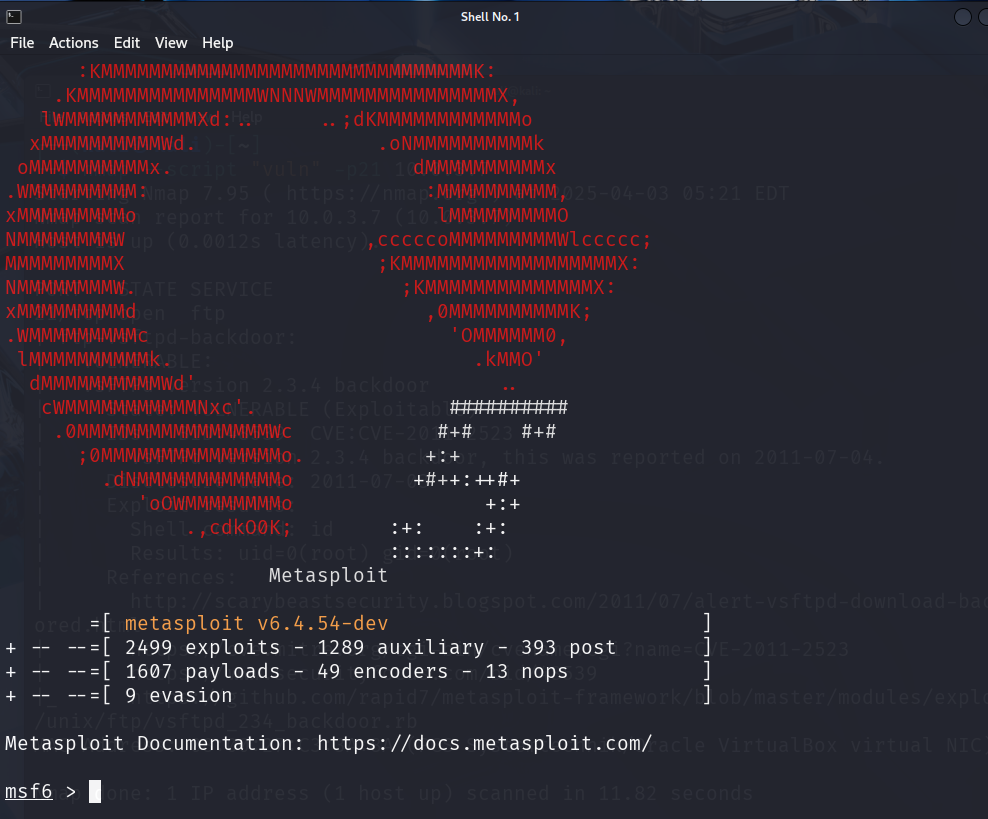 Shell No. 1
File Actions Edit View Help
:KMMMMMMMMMMMMMMMMMMMMMMMMMMMMMMMK:
.KMMMMMMMMMMMMMMMWNNNWMMMMMMMMMMMMMMMX,
lWMMMMMMMMMMMXd:.. ..;dKMMMMMMMMMMMMo
xMMMMMMMMMMWd. .oNMMMMMMMMMMk
oMMMMMMMMMMx. dMMMMMMMMMMx
.WMMMMMMMMM: :MMMMMMMMMM,
xMMMMMMMMMo lMMMMMMMMMO
NMMMMMMMMW ,cccccoMMMMMMMMMWlccccc;
MMMMMMMMMX ;KMMMMMMMMMMMMMMMMMMX:
NMMMMMMMMW. ;KMMMMMMMMMMMMMMX:
xMMMMMMMMMd ,0MMMMMMMMMMK;
.WMMMMMMMMMc 'OMMMMMM0,
lMMMMMMMMMMk. .kMMO'
dMMMMMMMMMMWd' ..
cWMMMMMMMMMMMNxc'. ##########
.0MMMMMMMMMMMMMMMMWc #+# #+#
;0MMMMMMMMMMMMMMMo. +:+
.dNMMMMMMMMMMMMo +#++:++#+
'oOWMMMMMMMMo +:+
.,cdkO0K; :+: :+:
:::::::+:
Metasploit
=[ metasploit v6.4.54-dev ]
+ -- --=[ 2499 exploits - 1289 auxiliary - 393 post ]
+ -- --=[ 1607 payloads - 49 encoders - 13 nops ]
+ -- --=[ 9 evasion ]
Metasploit Documentation: https://docs.metasploit.com/
msf6 >